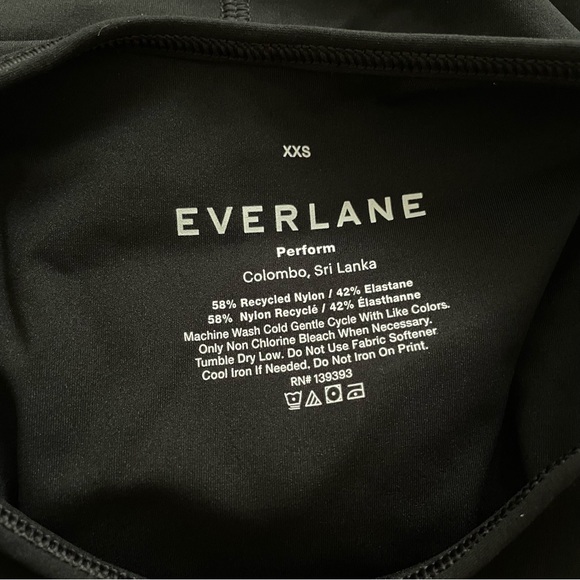 XXS
EVERLANE
Perform
Colombo, Sri Lanka
58% Recycled Nylon / 42% Elastane
58% Nylon Recyclé / 42% Élasthanne
Machine Wash Cold Gentle Cycle With Like Colors.
Only Non Chlorine Bleach When Necessary.
Tumble Dry Low. Do Not Use Fabric Softener
Cool Iron If Needed. Do Not Iron On Print.
RN# 139393